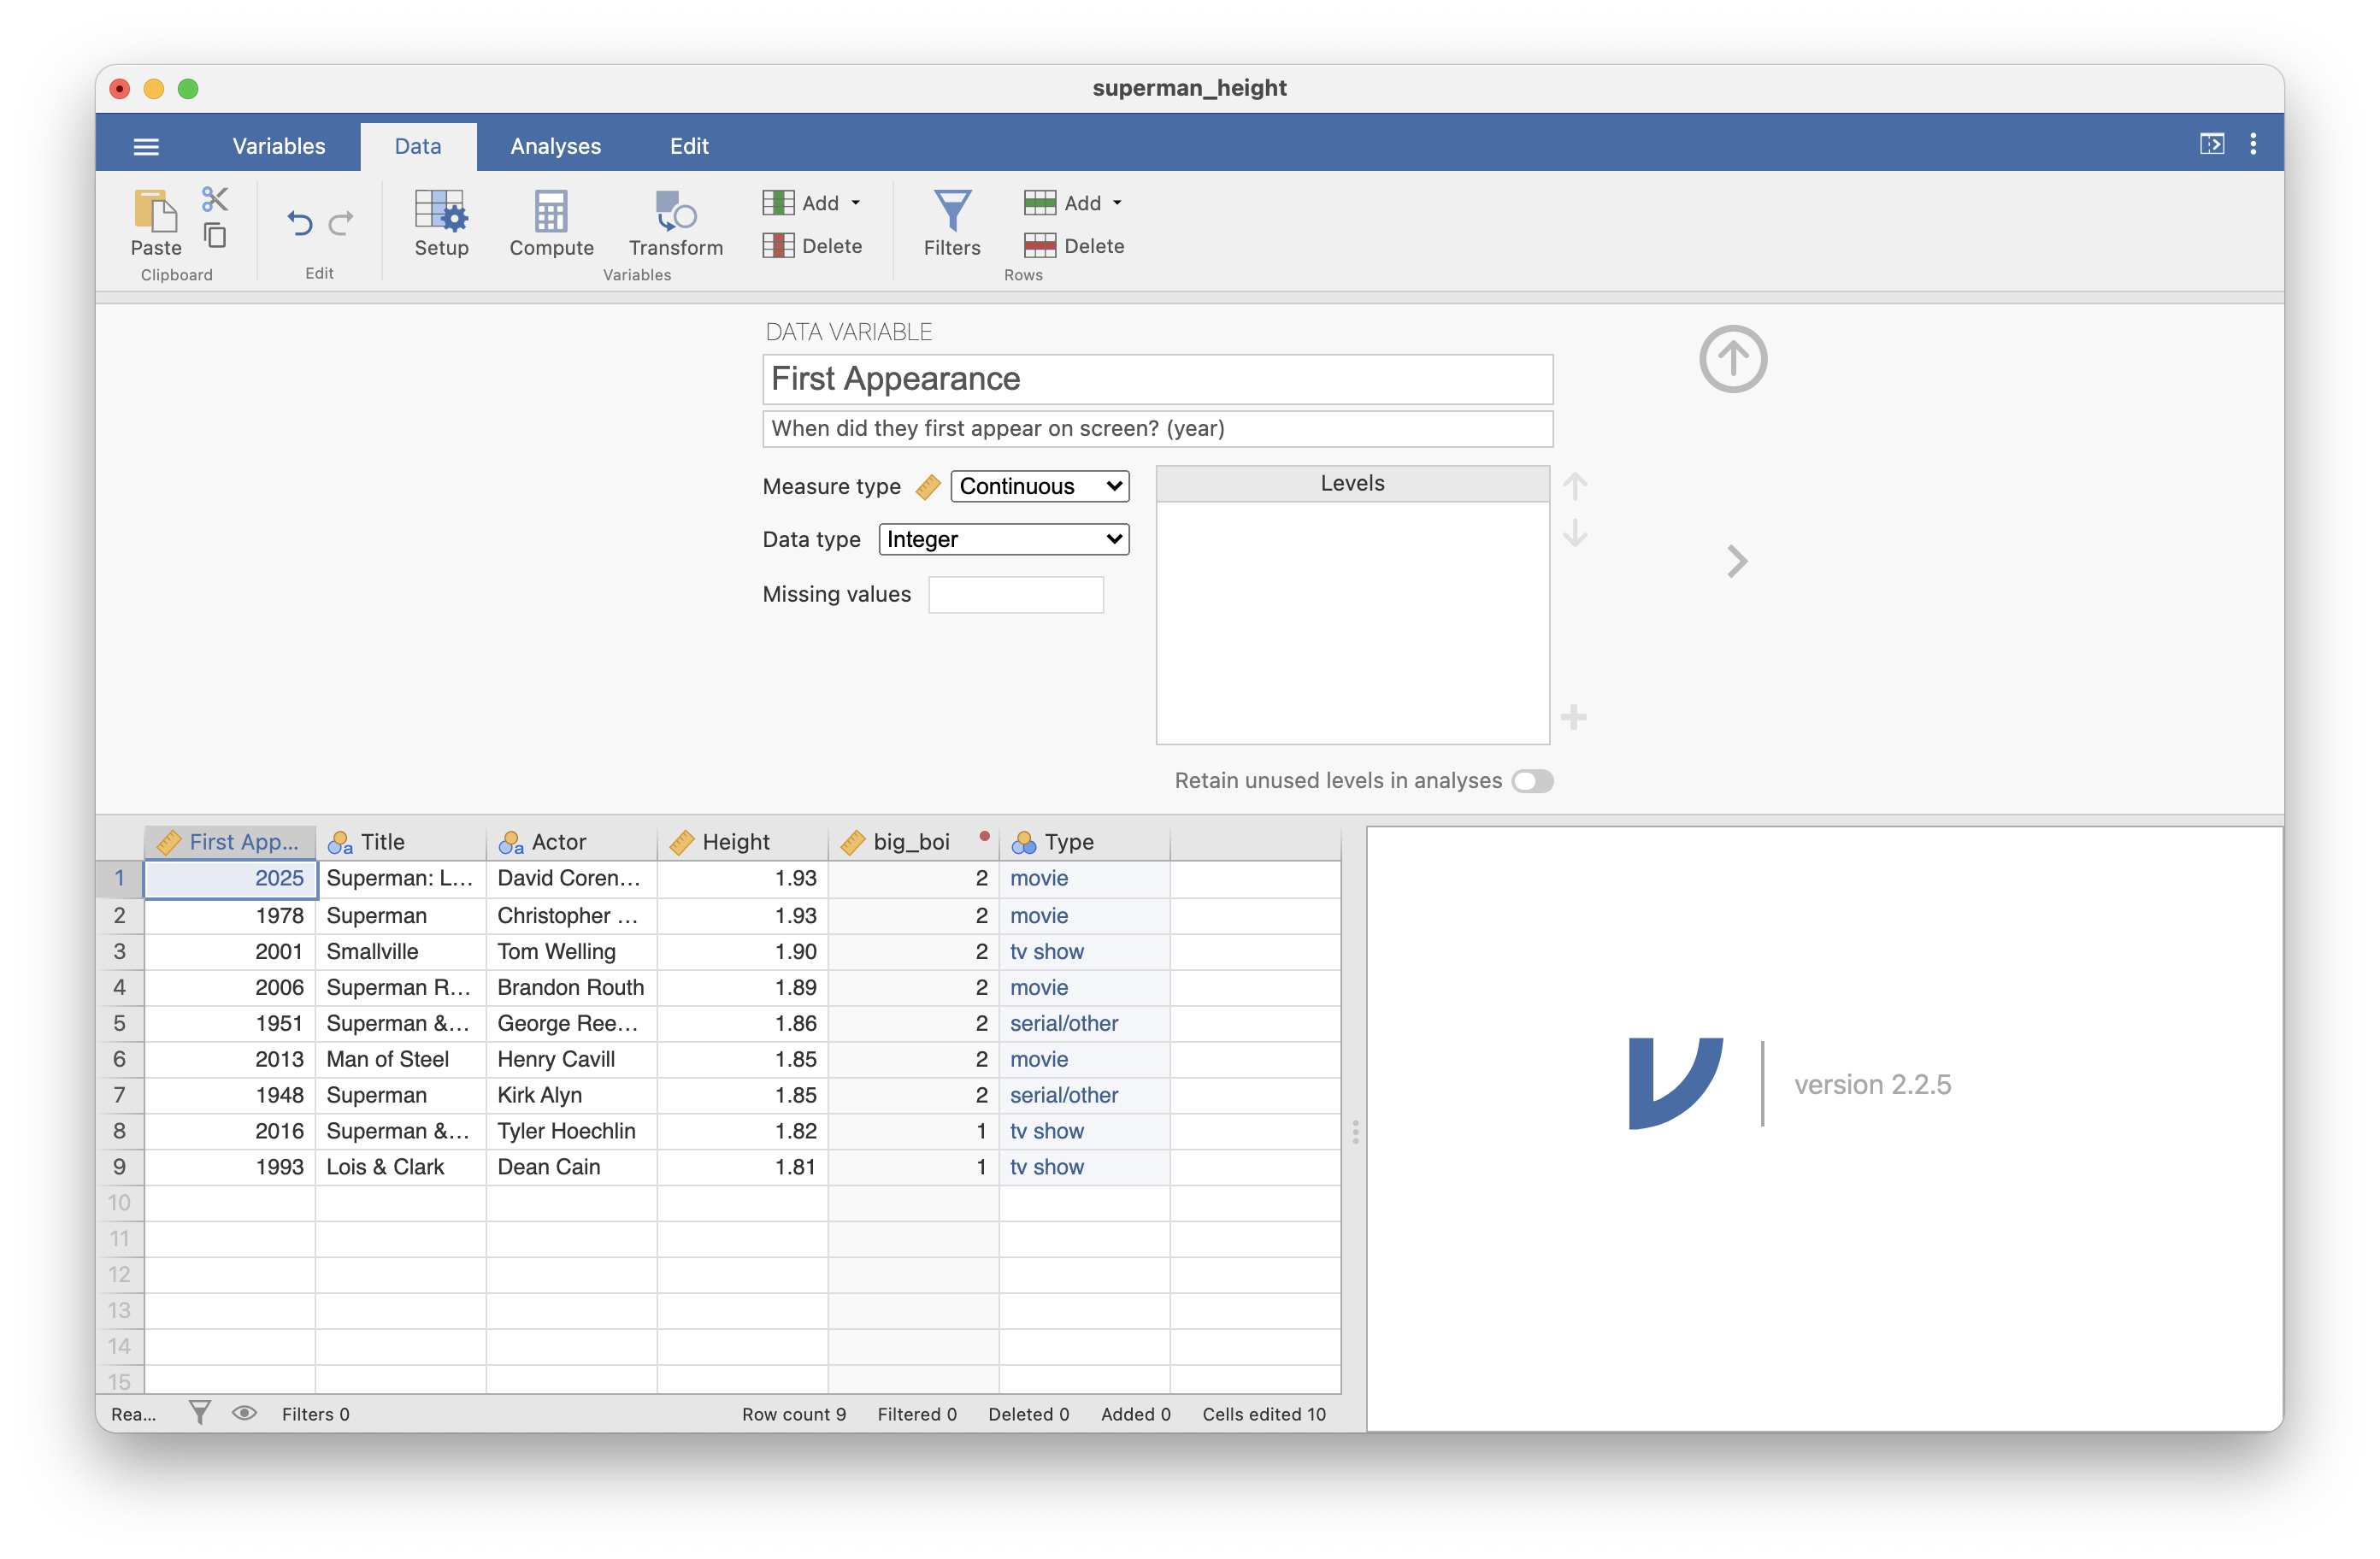 superman_height
Variables Data Analyses Edit
Paste Setup Compute Transform Add Delete Filters Add Delete
Clipboard Edit Variables Rows
DATA VARIABLE
First Appearance
When did they first appear on screen? (year)
Measure type Continuous
Data type Integer
Missing values
Levels
Retain unused levels in analyses
First App... Title Actor Height big_boi Type
1 2025 Superman: L... David Coren... 1.93 2 movie
2 1978 Superman Christopher ... 1.93 2 movie
3 2001 Smallville Tom Welling 1.90 2 tv show
4 2006 Superman R... Brandon Routh 1.89 2 movie
5 1951 Superman &... George Ree... 1.86 2 serial/other
6 2013 Man of Steel Henry Cavill 1.85 2 movie
7 1948 Superman Kirk Alyn 1.85 2 serial/other
8 2016 Superman &... Tyler Hoechlin 1.82 1 tv show
9 1993 Lois & Clark Dean Cain 1.81 1 tv show
10
11
12
13
14
15
version 2.2.5
Rea... Filters 0 Row count 9 Filtered 0 Deleted 0 Added 0 Cells edited 10